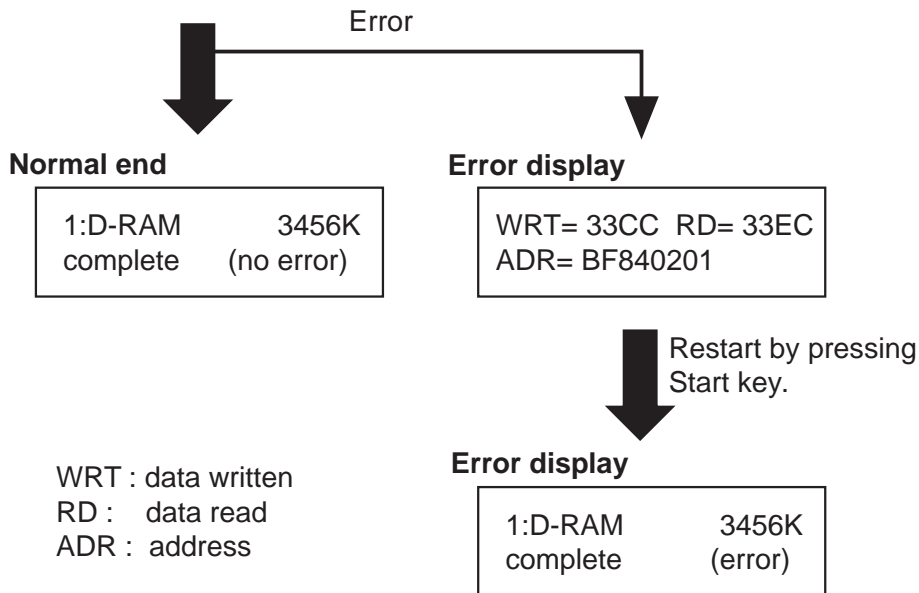 Error
Normal end
1:D-RAM 3456K
complete (no error)
Error display
WRT= 33CC RD= 33EC
ADR= BF840201
Restart by pressing
Start key.
WRT : data written
RD : data read
ADR : address
Error display
1:D-RAM 3456K
complete (error)